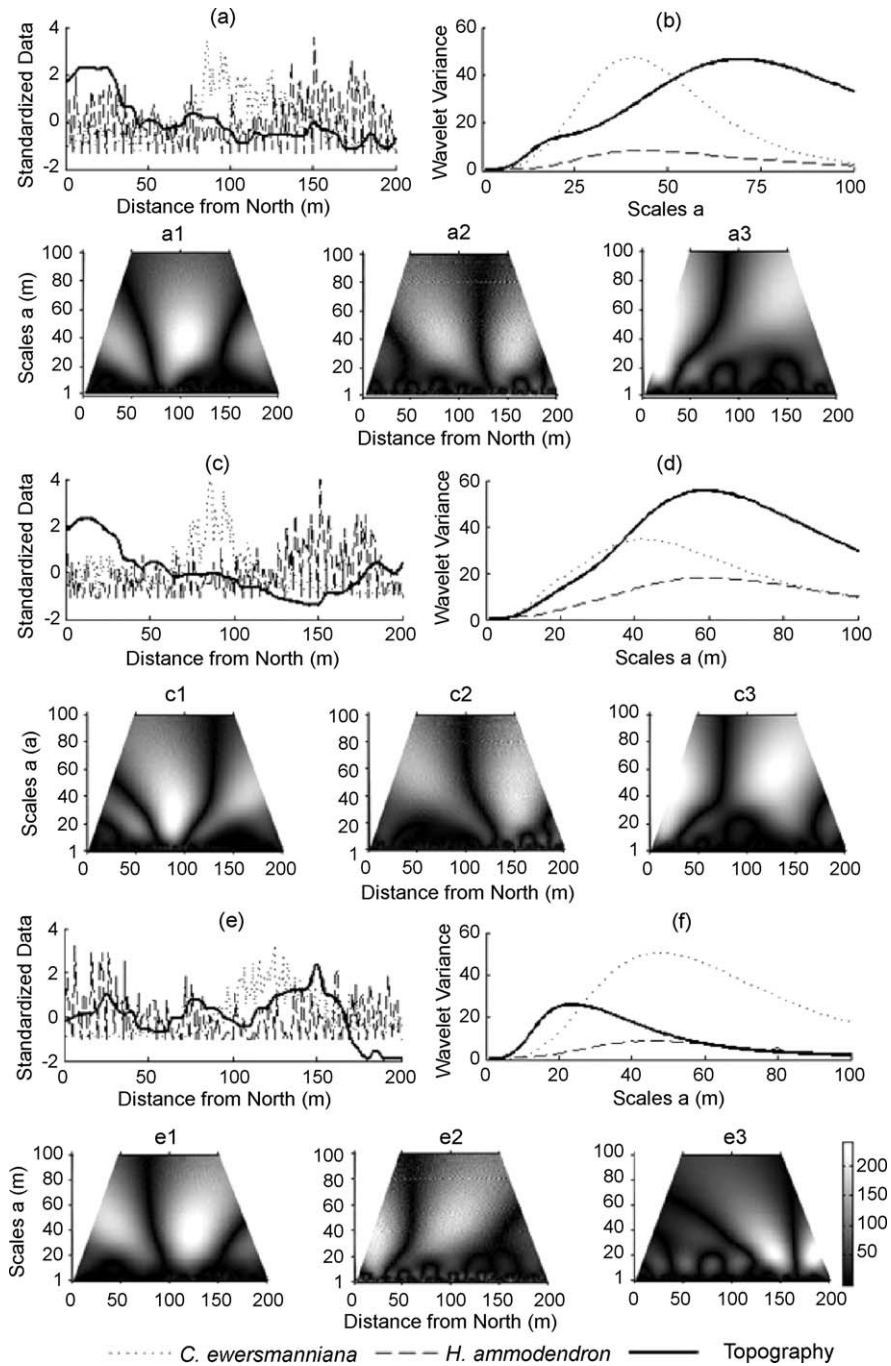 (a)
(b)
Standardized Data
4
2
0
-2
0 50 100 150 200
Distance from North (m)
Wavelet Variance
60
40
20
0
0 25 50 75 100
Scales a
a1
a2
a3
Scales a (m)
100
80
60
40
20
1
0 50 100 150 200
100
80
60
40
20
1
0 50 100 150 200
100
80
60
40
20
1
0 50 100 150 200
Distance from North (m)
(c)
(d)
Standardized Data
4
2
0
-2
0 50 100 150 200
Distance from North (m)
Wavelet Variance
60
40
20
0
0 20 40 60 80 100
Scales a (m)
c1
c2
c3
Scales a (a)
100
80
60
40
20
1
0 50 100 150 200
100
80
60
40
20
1
0 50 100 150 200
100
80
60
40
20
1
0 50 100 150 200
Distance from North (m)
(e)
(f)
Standardized Data
4
2
0
-2
0 50 100 150 200
Distance from North (m)
Wavelet Variance
60
40
20
0
0 20 40 60 80 100
Scales a (m)
e1
e2
e3
Scales a (m)
100
80
60
40
20
1
0 50 100 150 200
100
80
60
40
20
1
0 50 100 150 200
100
80
60
40
20
1
0 50 100 150 200
200
150
100
50
Distance from North (m)
C. ewersmanniana H. ammodendron Topography